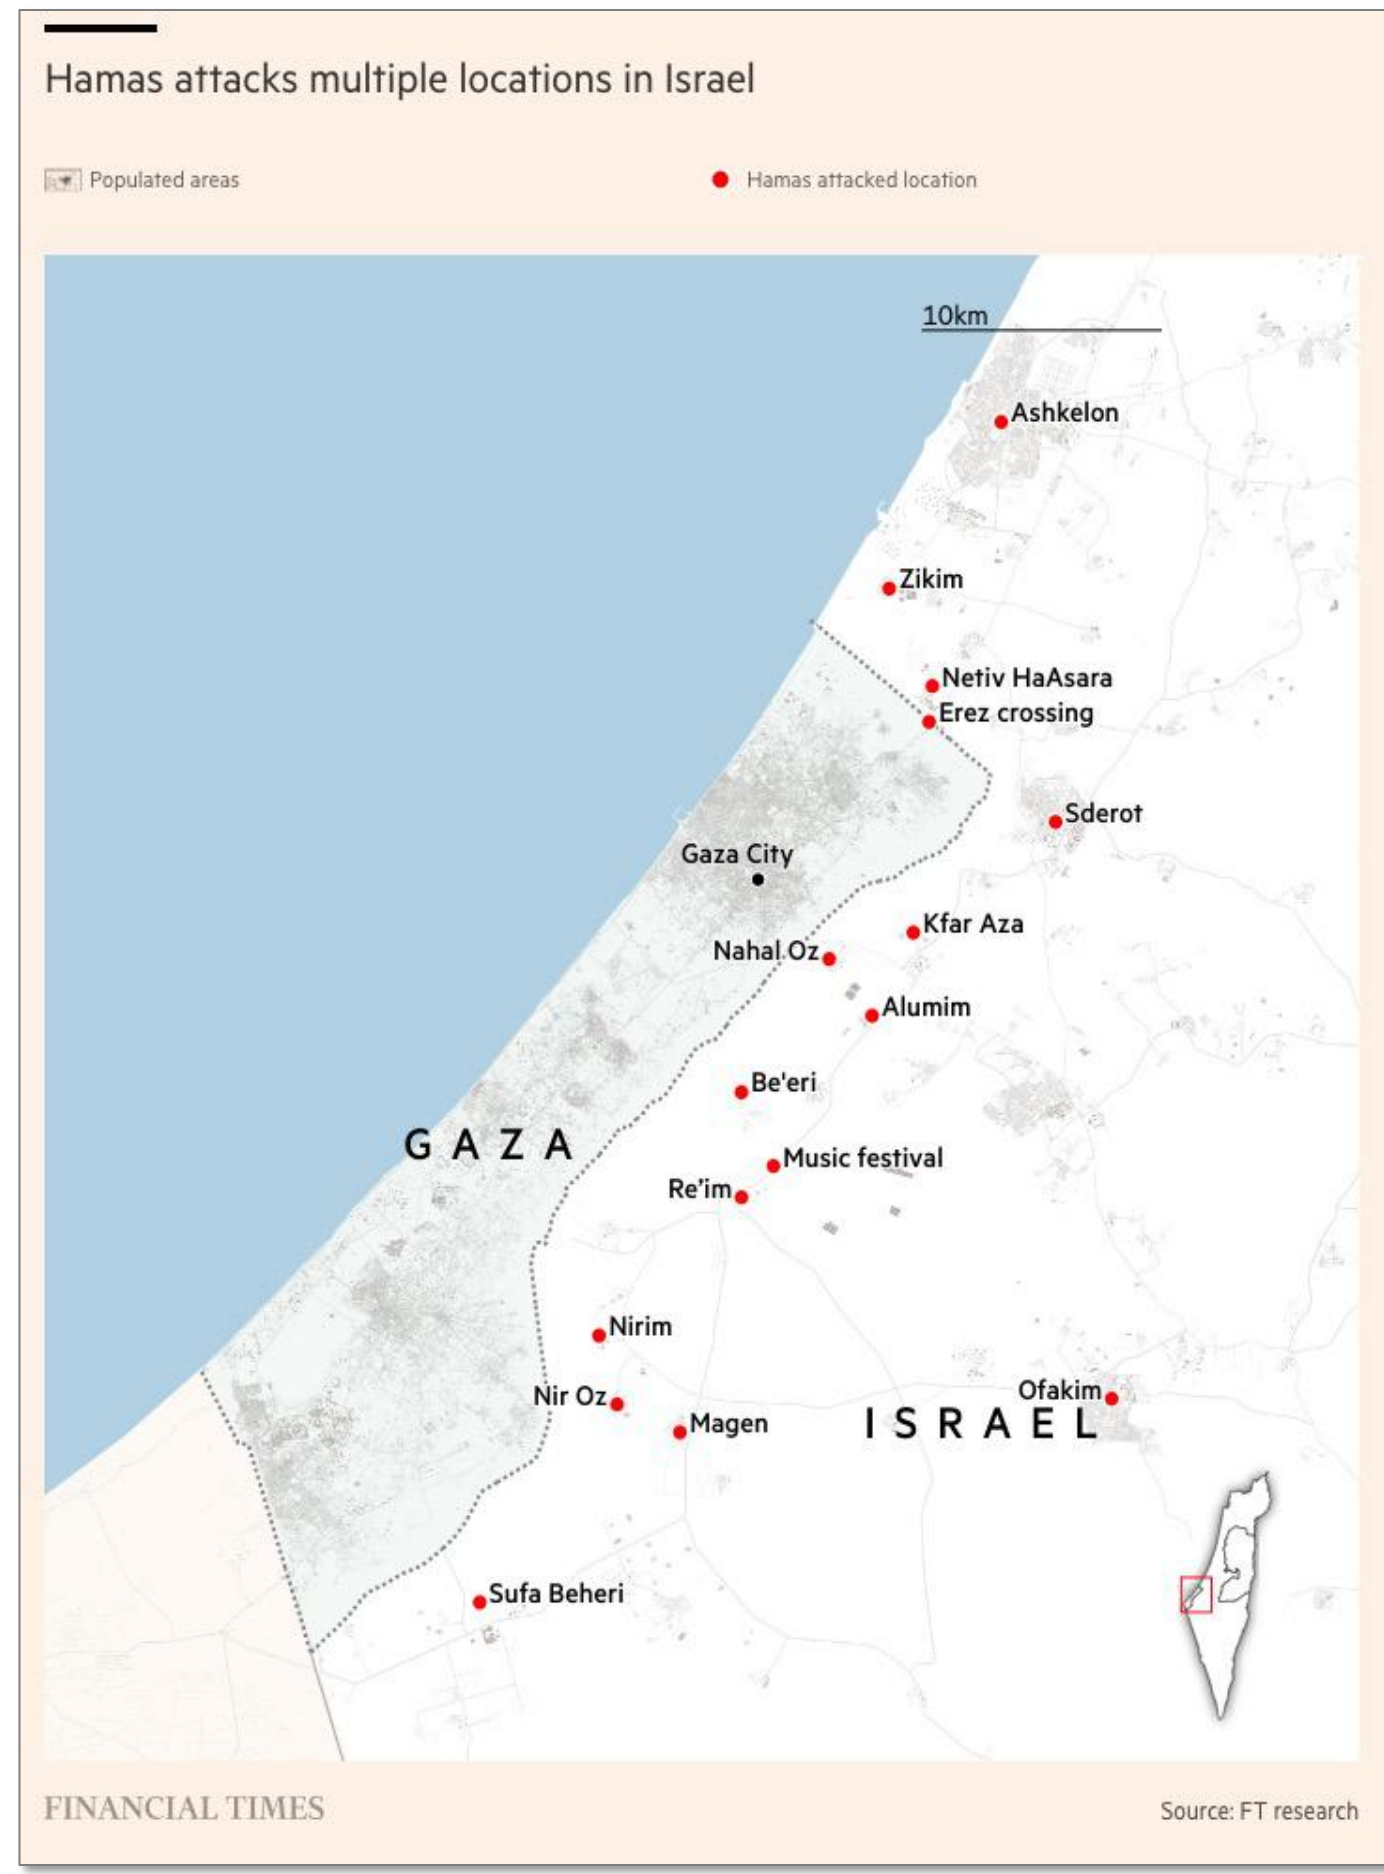 Hamas attacks multiple locations in Israel
Populated areas
Hamas attacked location
10km
Ashkelon
Zikim
Netiv HaAsara
Erez crossing
Sderot
Gaza City
Kfar Aza
Nahal Oz
Alumim
Be'eri
GAZA
Music festival
Re’im
Nirim
Ofakim
Nir Oz
Magen
ISRAEL
Sufa Beheri
FINANCIAL TIMES
Source: FT research